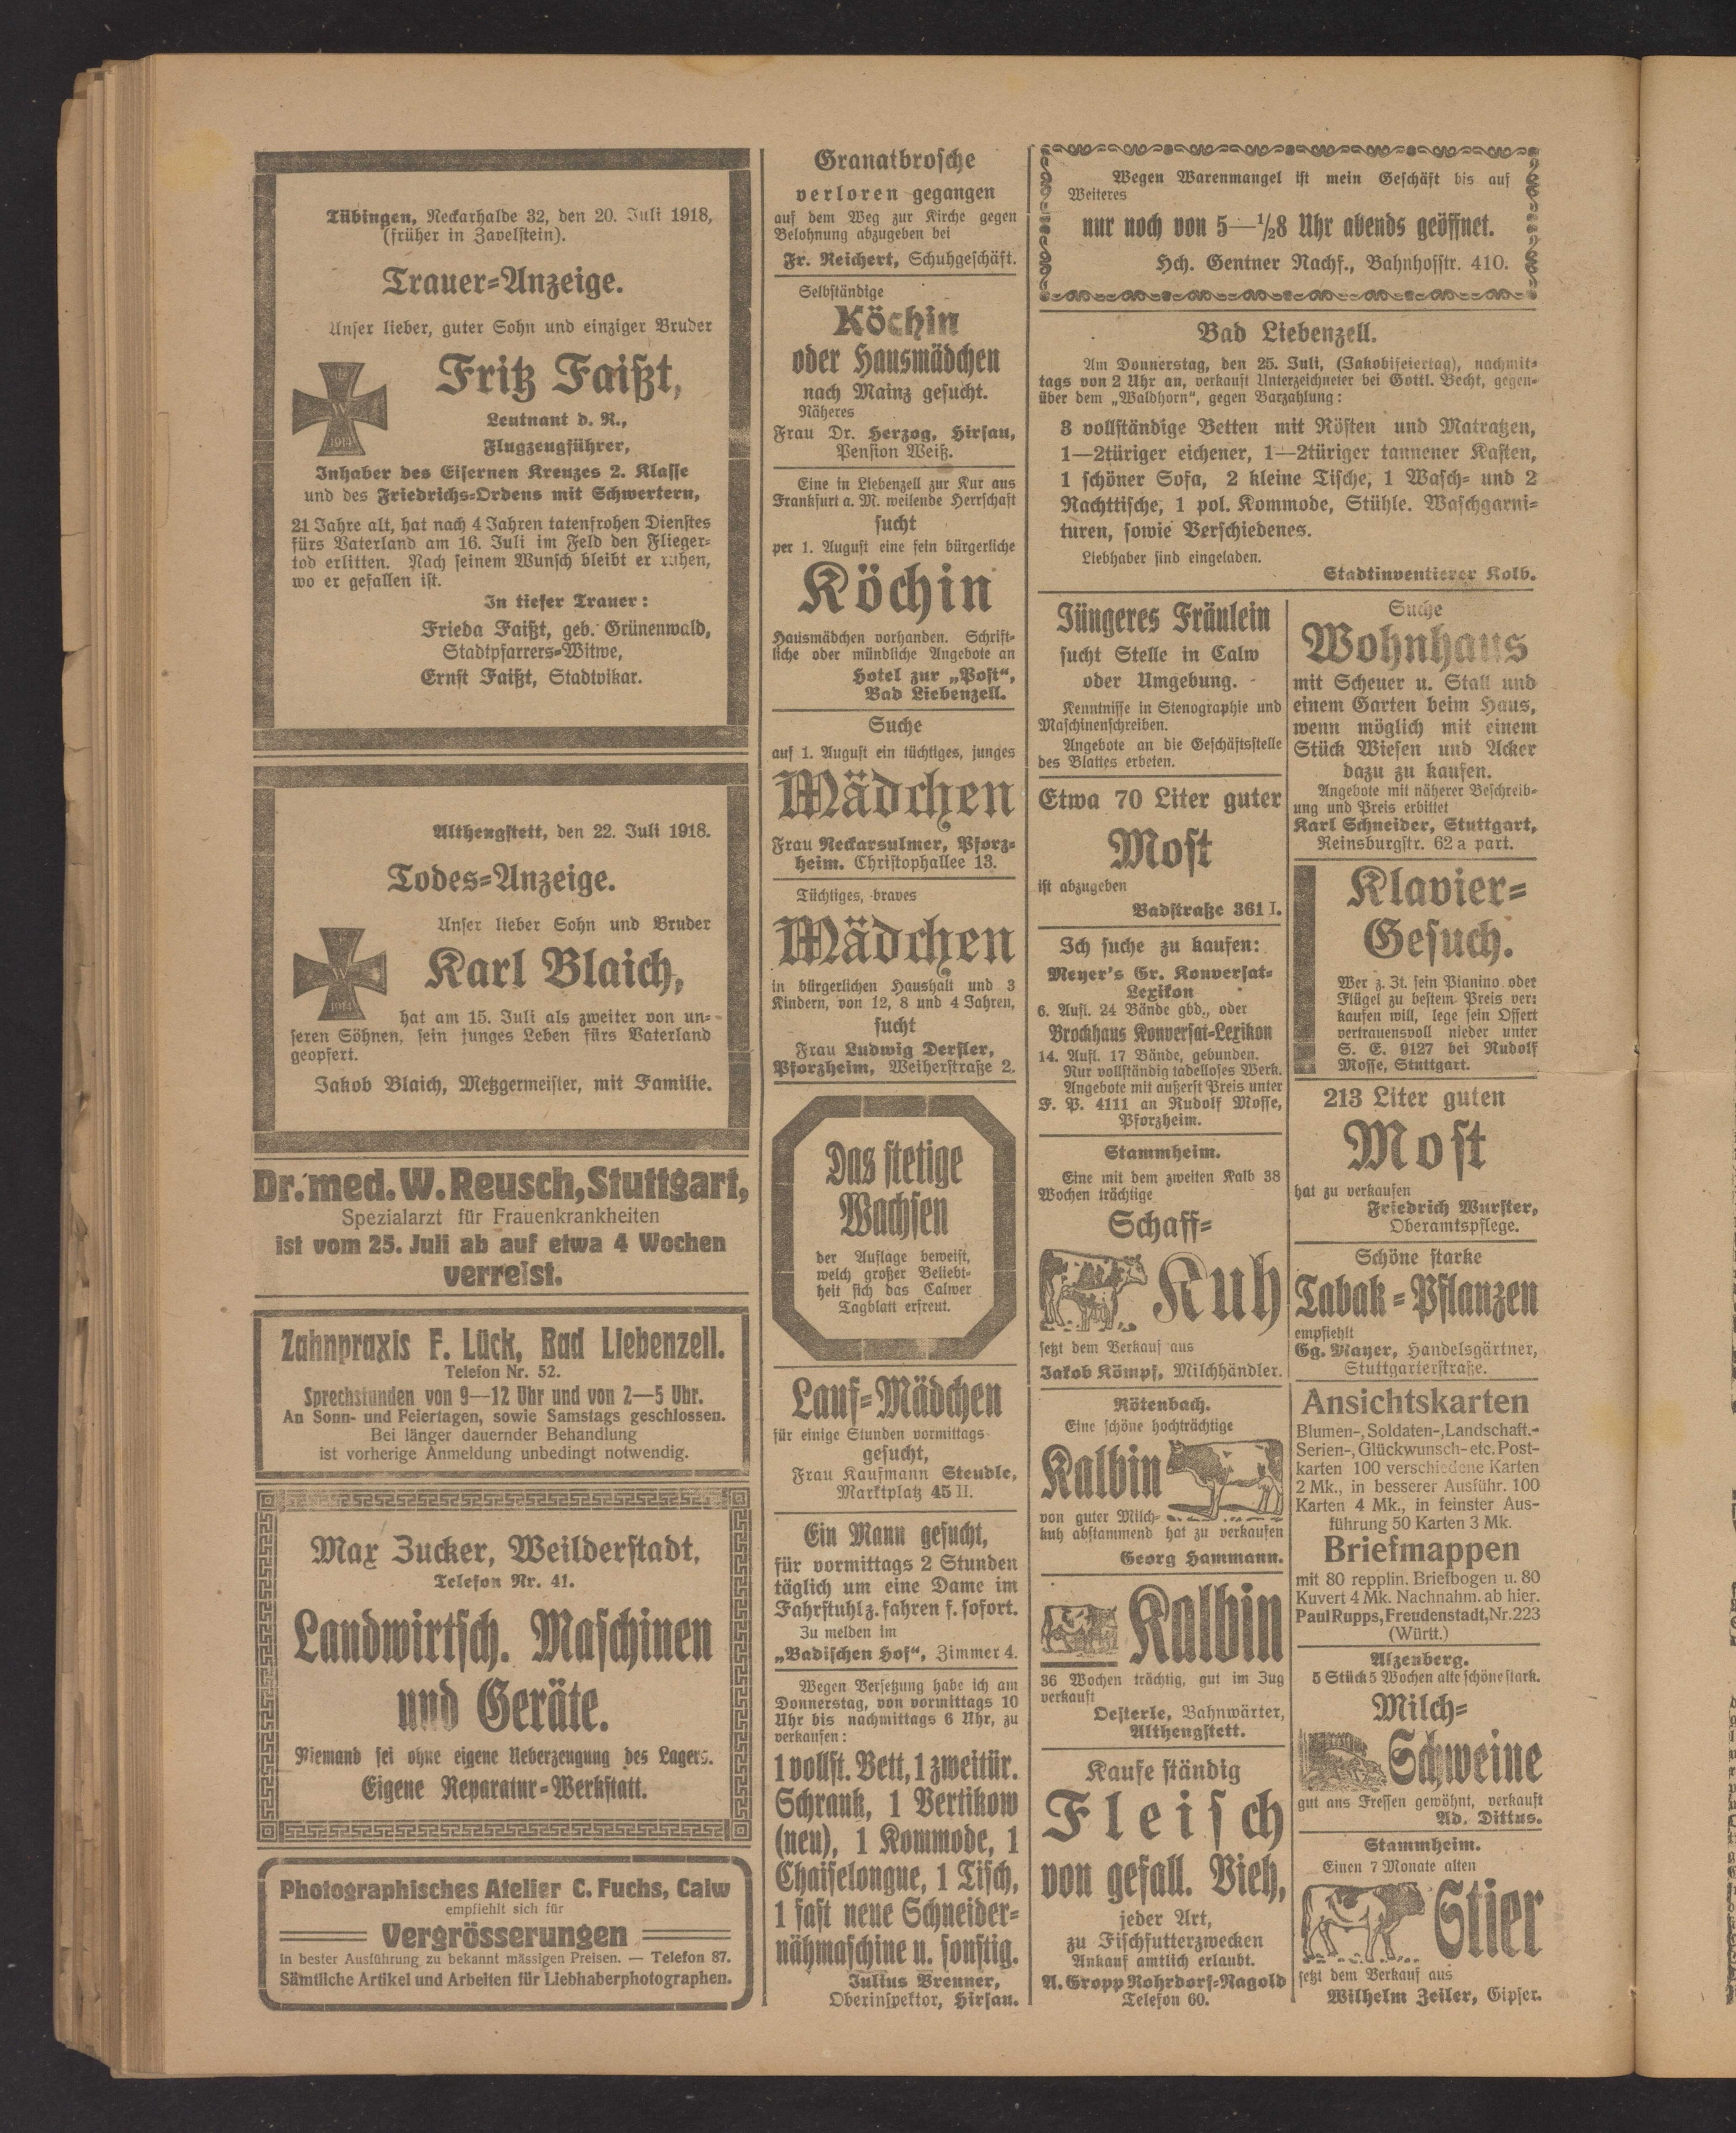 Tübingen, Neckarhalde 32, den 20. Juli 1918,
(früher in Zavelstein).
Trauer-Anzeige.
Unser lieber, guter Sohn und einziger Bruder
Fritz Faißt,
Leutnant d. R.,
Flugzeugführer,
Inhaber des Eisernen Kreuzes 2. Klasse
und des Friedrichs-Ordens mit Schwertern,
21 Jahre alt, hat nach 4 Jahren tatenfrohen Dienstes
fürs Vaterland am 16. Juli im Feld den Flieger-
tod erlitten. Nach seinem Wunsch bleibt er ruhen,
wo er gefallen ist.
In tiefer Trauer:
Frieda Faißt, geb. Grünenwald,
Stadtpfarrers-Witwe,
Ernst Faißt, Stadtvikar.
W
1914
Althengstett, den 22. Juli 1918.
Todes-Anzeige.
Unser lieber Sohn und Bruder
Karl Blaich,
hat am 15. Juli als zweiter von un-
seren Söhnen, sein junges Leben fürs Vaterland
geopfert.
Jakob Blaich, Metzgermeister, mit Familie.
W
1914
Dr. med. W. Reusch, Stuttgart,
Spezialarzt für Frauenkrankheiten
ist vom 25. Juli ab auf etwa 4 Wochen
verreist.
Zahnpraxis F. Lück, Bad Liebenzell.
Telefon Nr. 52.
Sprechstunden von 9—12 Uhr und von 2—5 Uhr.
An Sonn- und Feiertagen, sowie Samstags geschlossen.
Bei länger dauernder Behandlung
ist vorherige Anmeldung unbedingt notwendig.
Max Zucker, Weilderstadt,
Telefon Nr. 41.
Landwirtsch. Maschinen
und Geräte.
Niemand sei ohne eigene Ueberzeugung des Lagers.
Eigene Reparatur-Werkstatt.
Photographisches Atelier C. Fuchs, Calw
empfiehlt sich für
Vergrösserungen
in bester Ausführung zu bekannt mässigen Preisen. — Telefon 87.
Sämtliche Artikel und Arbeiten für Liebhaberphotographen.
Granatbrosche
verloren gegangen
auf dem Weg zur Kirche gegen
Belohnung abzugeben bei
Fr. Reichert, Schuhgeschäft.
Selbständige
Köchin
oder Hausmädchen
nach Mainz gesucht.
Näheres
Frau Dr. Herzog, Hirsau,
Pension Weiß.
Eine in Liebenzell zur Kur aus
Frankfurt a. M. weilende Herrschaft
sucht
per 1. August eine fein bürgerliche
Köchin
Hausmädchen vorhanden. Schrift-
liche oder mündliche Angebote an
Hotel zur „Post“,
Bad Liebenzell.
Suche
auf 1. August ein tüchtiges, junges
Mädchen
Frau Neckarsulmer, Pforz-
heim. Christophallee 13.
Tüchtiges, braves
Mädchen
in bürgerlichen Haushalt und 3
Kindern, von 12, 8 und 4 Jahren,
sucht
Frau Ludwig Derfler,
Pforzheim, Weiherstraße 2.
Das stetige
Wachsen
der Auflage beweist,
welch großer Beliebt-
heit sich das Calwer
Tagblatt erfreut.
Lauf-Mädchen
für einige Stunden vormittags
gesucht,
Frau Kaufmann Steudle,
Marktplatz 45 II.
Ein Mann gesucht,
für vormittags 2 Stunden
täglich um eine Dame im
Fahrstuhl z. fahren f. sofort.
Zu melden im
„Badischen Hof“, Zimmer 4.
Wegen Versetzung habe ich am
Donnerstag, von vormittags 10
Uhr bis nachmittags 6 Uhr, zu
verkaufen:
1 vollst. Bett, 1 zweitür.
Schrank, 1 Vertikow
(neu), 1 Kommode, 1
Chaiselongue, 1 Tisch,
1 fast neue Schneider-
nähmaschine u. sonstig.
Julius Brenner,
Oberinspektor, Hirsau.
Wegen Warenmangel ist mein Geschäft bis auf
Weiteres
nur noch von 5—1/28 Uhr abends geöffnet.
Hch. Gentner Nachf., Bahnhofstr. 410.
Bad Liebenzell.
Am Donnerstag, den 25. Juli, (Jakobifeiertag), nachmit-
tags von 2 Uhr an, verkauft Unterzeichneter bei Gottl. Becht, gegen-
über dem „Waldhorn“, gegen Barzahlung:
3 vollständige Betten mit Rösten und Matratzen,
1—2türiger eichener, 1—2türiger tannener Kasten,
1 schöner Sofa, 2 kleine Tische, 1 Wasch- und 2
Nachttische, 1 pol. Kommode, Stühle. Waschgarni-
turen, sowie Verschiedenes.
Liebhaber sind eingeladen.
Stadtinventierer Kolb.
Jüngeres Fräulein
sucht Stelle in Calw
oder Umgebung.
Kenntnisse in Stenographie und
Maschinenschreiben.
Angebote an die Geschäftsstelle
des Blattes erbeten.
Etwa 70 Liter guter
Most
ist abzugeben
Badstraße 361 I.
Ich suche zu kaufen:
Meyer's Gr. Konversat-
Lexikon
6. Aufl. 24 Bände gbd., oder
Brockhaus Konversat-Lexikon
14. Aufl. 17 Bände, gebunden.
Nur vollständig tadelloses Werk.
Angebote mit äußerst Preis unter
F. P. 4111 an Rudolf Mosse,
Pforzheim.
Stammheim.
Eine mit dem zweiten Kalb 38
Wochen trächtige
Schaff-
Kuh
setzt dem Verkauf aus
Jakob Kömpf, Milchhändler.
Rötenbach.
Eine schöne hochträchtige
Kalbin
von guter Milch-
kuh abstammend hat zu verkaufen
Georg Hammann.
Kalbin
36 Wochen trächtig, gut im Zug
verkauft
Oesterle, Bahnwärter,
Althengstett.
Kaufe ständig
Fleisch
von gefall. Vieh,
jeder Art,
zu Fischfutterzwecken
Ankauf amtlich erlaubt.
A. Gropp Rohrdorf-Nagold
Telefon 60.
Suche
Wohnhaus
mit Scheuer u. Stall und
einem Garten beim Haus,
wenn möglich mit einem
Stück Wiesen und Acker
dazu zu kaufen.
Angebote mit näherer Beschreib-
ung und Preis erbittet
Karl Schneider, Stuttgart,
Reinsburgstr. 62 a part.
Klavier-
Gesuch.
Wer z. Zt. sein Pianino oder
Flügel zu bestem Preis ver-
kaufen will, lege sein Offert
vertrauensvoll nieder unter
S. E. 9127 bei Rudolf
Mosse, Stuttgart.
213 Liter guten
Most
hat zu verkaufen
Friedrich Wurster,
Oberamtspflege.
Schöne starke
Tabak-Pflanzen
empfiehlt
Gg. Mayer, Handelsgärtner,
Stuttgarterstraße.
Ansichtskarten
Blumen-, Soldaten-, Landschaft.-
Serien-, Glückwunsch- etc. Post-
karten 100 verschiedene Karten
2 Mk., in besserer Ausführ. 100
Karten 4 Mk., in feinster Aus-
führung 50 Karten 3 Mk.
Briefmappen
mit 80 repplin. Briefbogen u. 80
Kuvert 4 Mk. Nachnahm. ab hier.
Paul Rupps, Freudenstadt, Nr. 223
(Württ.)
Alzenberg.
5 Stück 5 Wochen alte schöne stark.
Milch-
Schweine
gut ans Fressen gewöhnt, verkauft
Ad. Dittus.
Stammheim.
Einen 7 Monate alten
Stier
setzt dem Verkauf aus
Wilhelm Zeiler, Gipser.